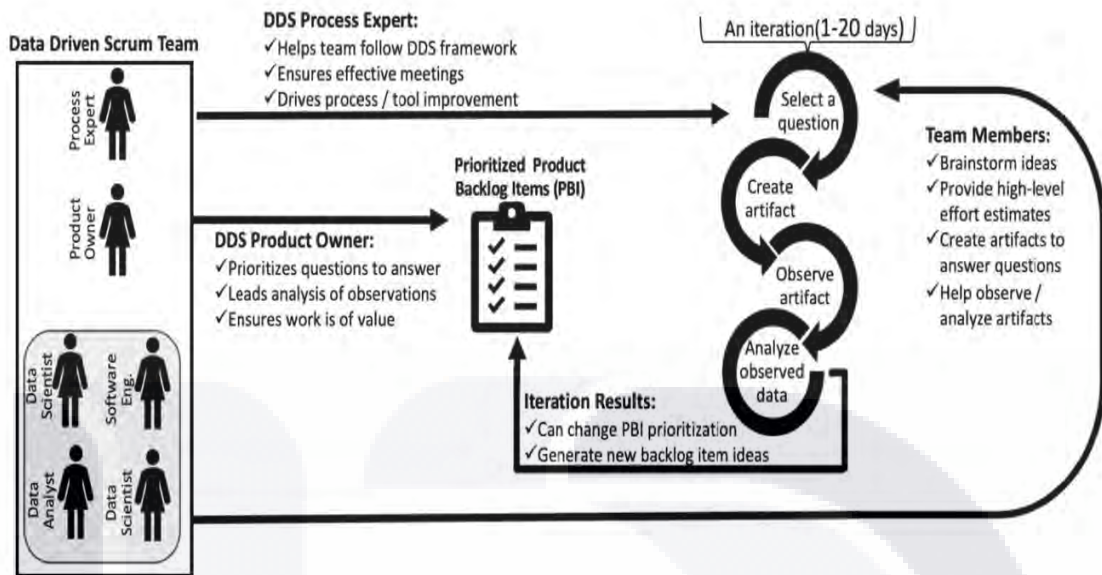 Data Driven Scrum Team
Process
Expert
Product
Owner
Data
Scientist
Software
Eng.
Data
Analyst
Data
Scientist
DDS Process Expert:
✓Helps team follow DDS framework
✓Ensures effective meetings
✓Drives process / tool improvement
DDS Product Owner:
✓Prioritizes questions to answer
✓Leads analysis of observations
✓Ensures work is of value
Prioritized Product
Backlog Items (PBI)
An iteration(1-20 days)
Select a
question
Create
artifact
Observe
artifact
Analyze
observed
data
Iteration Results:
✓Can change PBI prioritization
✓Generate new backlog item ideas
Team Members:
✓Brainstorm ideas
✓Provide high-level
effort estimates
✓Create artifacts to
answer questions
✓Help observe /
analyze artifacts